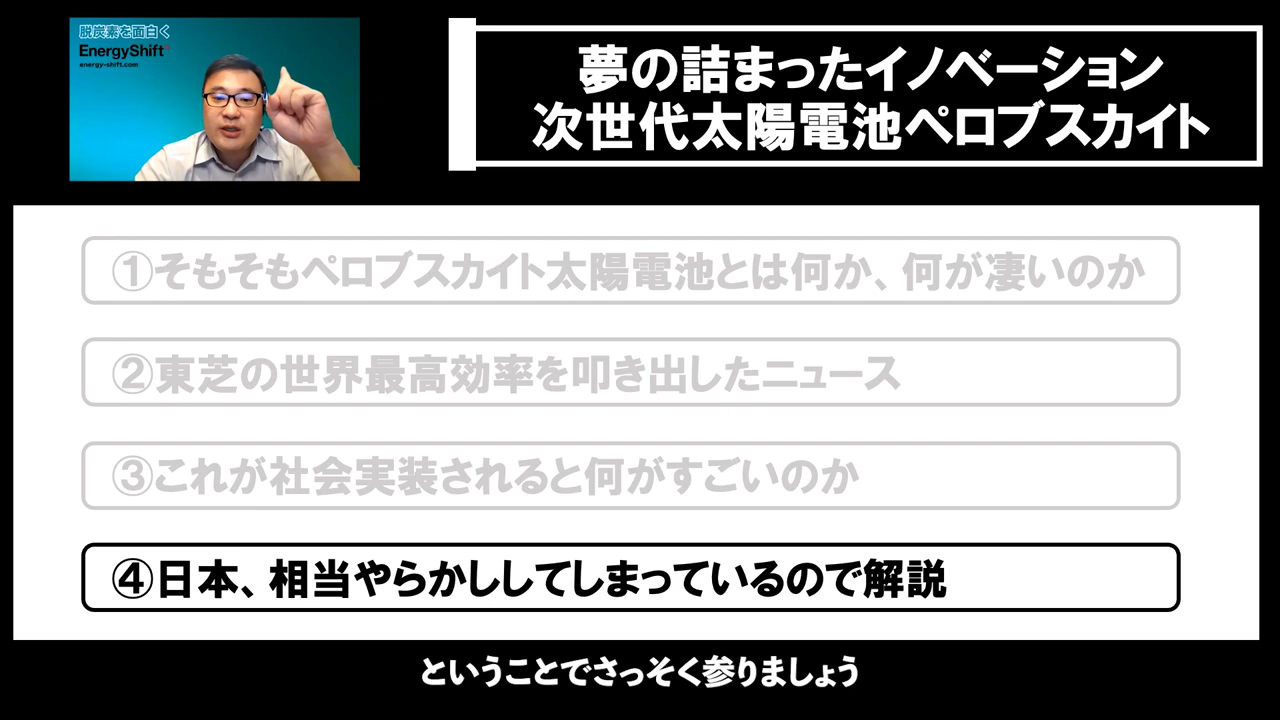 脱炭素を面白く
EnergyShift
energy-shift.com
夢の詰まったイノベーション
次世代太陽電池ペロブスカイト
①そもそもペロブスカイト太陽電池とは何か、何が凄いのか
②東芝の世界最高効率を叩き出したニュース
③これが社会実装されると何がすごいのか
④日本、相当やらかししてしまっているので解説
ということでさっそく参りましょう